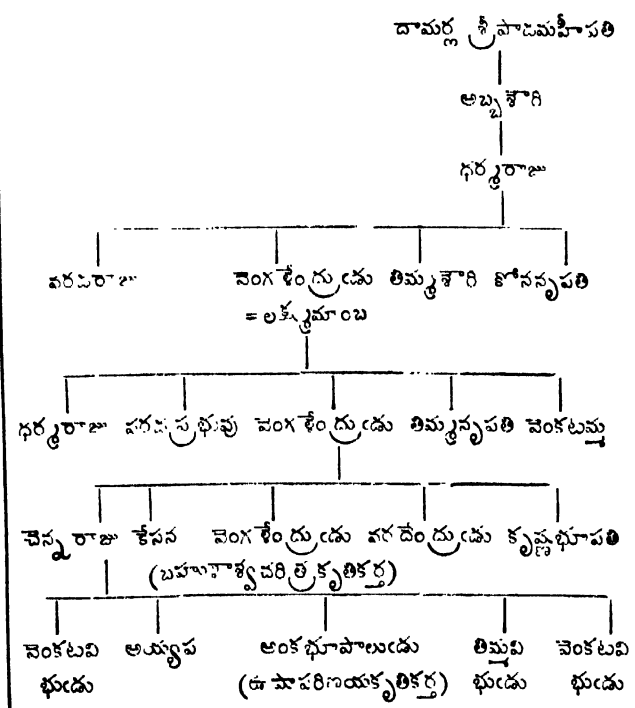 దామర్ల శ్రీపాదమహీపతి
అబ్బశౌరి
ధర్మరాజు
వరదరాజు వెంగళేంద్రుఁడు తిమ్మశౌరి కోననృపతి
= లక్ష్మమాంబ
ధర్మరాజు వరదప్రభువు వెంగళేంద్రుఁడు తిమ్మనృపతి వెంకటమ్మ
చెన్నరాజు కేసన వెంగళేంద్రుఁడు వరదేంద్రుఁడు కృష్ణభూపతి
(బహుళాశ్వచరిత్రకృతికర్త)
వెంకటవి అయ్యప అంకభూపాలుఁడు తిమ్మవి వెంకటవి
భుఁడు (ఉషాపరిణయకృతికర్త) భుఁడు భుఁడు